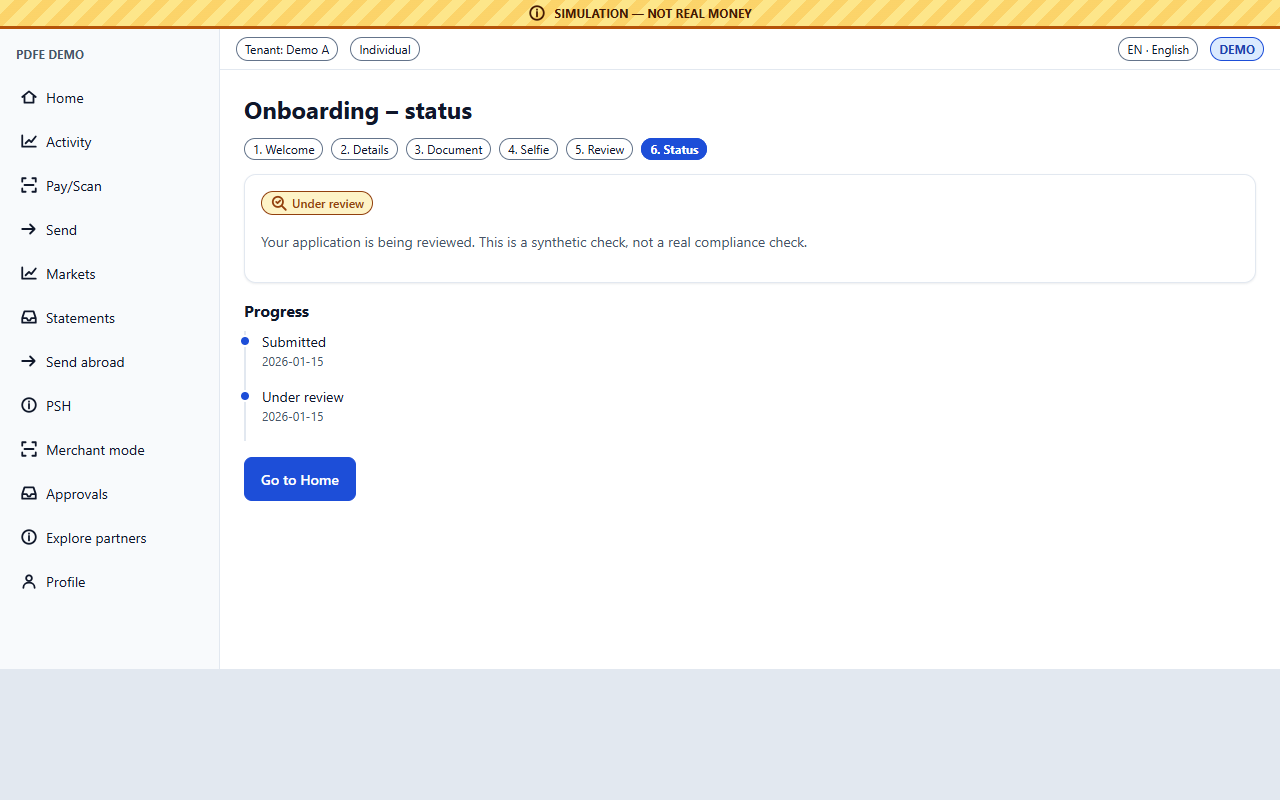 SIMULATION — NOT REAL MONEY
PDFE DEMO
Tenant: Demo A
Individual
EN · English
DEMO
Home
Activity
Pay/Scan
Send
Markets
Statements
Send abroad
PSH
Merchant mode
Approvals
Explore partners
Profile
Onboarding – status
1. Welcome
2. Details
3. Document
4. Selfie
5. Review
6. Status
Under review
Your application is being reviewed. This is a synthetic check, not a real compliance check.
Progress
Submitted
2026-01-15
Under review
2026-01-15
Go to Home